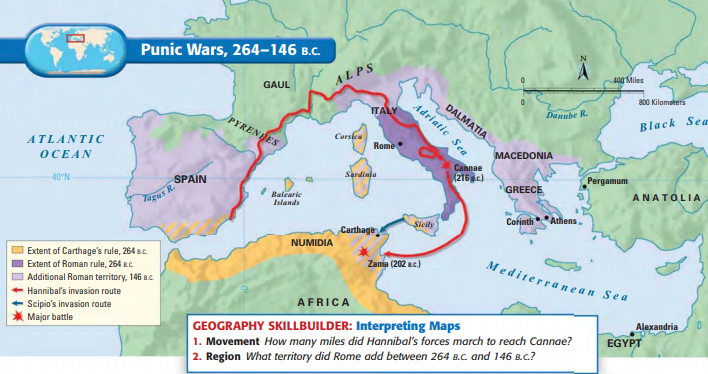 Punic Wars, 264–146 B.C.
N
0 400 Miles
0 800 Kilometers
GAUL
ALPS
ITALY
DALMATIA
Adriatic Sea
Danube R.
Black Sea
ATLANTIC
OCEAN
PYRENEES
Corsica
Rome
Cannae
(216 B.C.)
MACEDONIA
40°N
SPAIN
Tagus R.
Sardinia
Balearic
Islands
GREECE
Pergamum
ANATOLIA
Corinth
Athens
Carthage
Sicily
NUMIDIA
Zama (202 B.C.)
Mediterranean Sea
AFRICA
Alexandria
EGYPT
Extent of Carthage's rule, 264 B.C.
Extent of Roman rule, 264 B.C.
Additional Roman territory, 146 B.C.
Hannibal's invasion route
Scipio's invasion route
Major battle
GEOGRAPHY SKILLBUILDER: Interpreting Maps
1. Movement How many miles did Hannibal's forces march to reach Cannae?
2. Region What territory did Rome add between 264 B.C. and 146 B.C.?